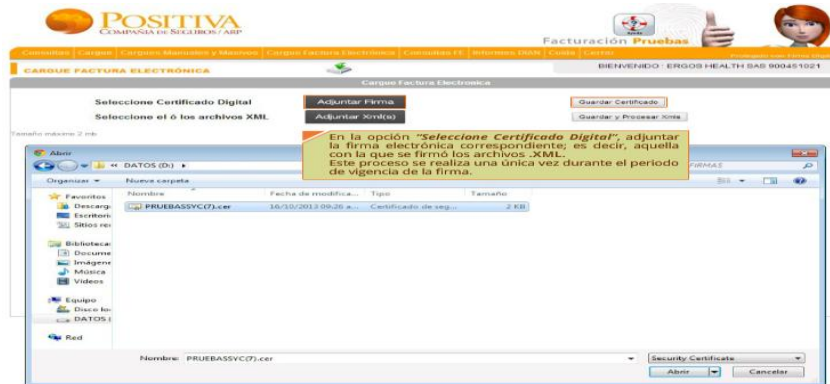 POSITIVA
COMPAÑÍA DE SEGUROS / ARP
Ayuda
Facturación Pruebas
Consultas | Cargue | Cargues Manuales y Masivos | Cargue Factura Electrónica | Consultas FE | Informes DIAN | Costa | Cerrar
CARGUE FACTURA ELECTRÓNICA
BIENVENIDO : ERGOS HEALTH SAS 900451021
Cargue Factura Electronica
Seleccione Certificado Digital
Adjuntar Firma
Guardar Certificado
Seleccione el ó los archivos XML
Adjuntar Xml(s)
Guardar y Procesar Xmls
Tamaño máximo 2 mb
En la opción "Seleccione Certificado Digital", adjuntar
la firma electrónica correspondiente; es decir, aquella
con la que se firmó los archivos .XML.
Este proceso se realiza una única vez durante el periodo
de vigencia de la firma.
Abrir
« DATOS (D:)
FIRMAS
Organizar
Nueva carpeta
Nombre
Fecha de modifica...
Tipo
Tamaño
PRUEBASSYC(7).cer
16/10/2013 09:26 a...
Certificado de seg...
2 KB
Favoritos
Descarg
Escritori
Sitios rec
Bibliotecas
Docume
Imágene
Música
Vídeos
Equipo
Disco lo
DATOS (
Red
Nombre: PRUEBASSYC(7).cer
Security Certificate
Abrir
Cancelar